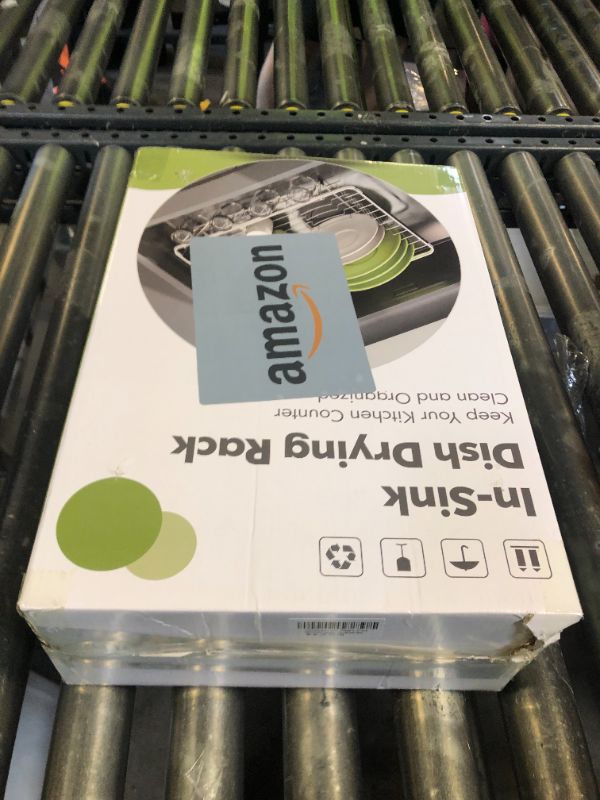 In-Sink
Dish Drying Rack
Keep Your Kitchen Counter
Clean and Organized
amazon